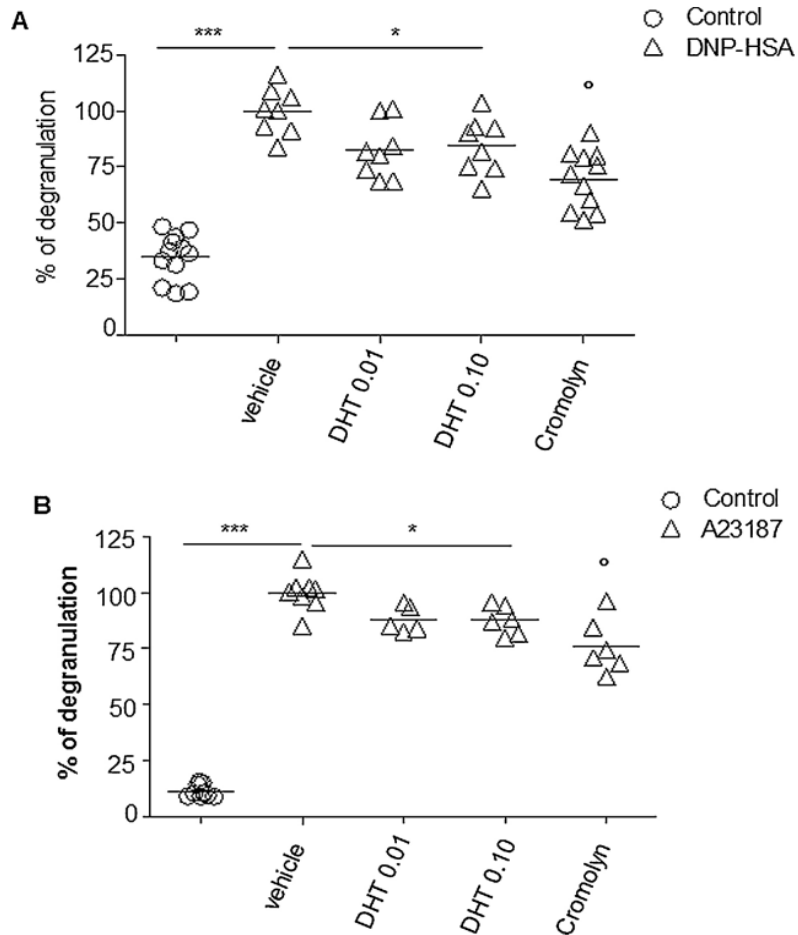 A
*** *
Control
DNP-HSA
125
100
75
50
25
0
% of degranulation
vehicle
DHT 0.01
DHT 0.10
Cromolyn
B
*** *
Control
A23187
125
100
75
50
25
0
% of degranulation
vehicle
DHT 0.01
DHT 0.10
Cromolyn